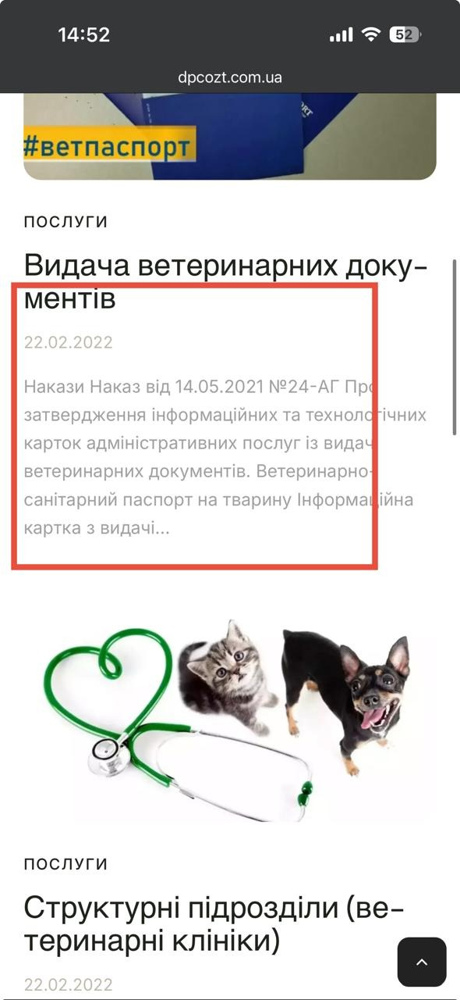 14:52
52
dpcozt.com.ua
#ветпаспорт
ПОСЛУГИ
Видача ветеринарних доку-
ментів
22.02.2022
Накази Наказ від 14.05.2021 №24-АГ Про
затвердження інформаційних та технологічних
карток адміністративних послуг із видачі
ветеринарних документів. Ветеринарно-
санітарний паспорт на тварину Інформаційна
картка з видачі...
ПОСЛУГИ
Структурні підрозділи (ве-
теринарні клініки)
22.02.2022